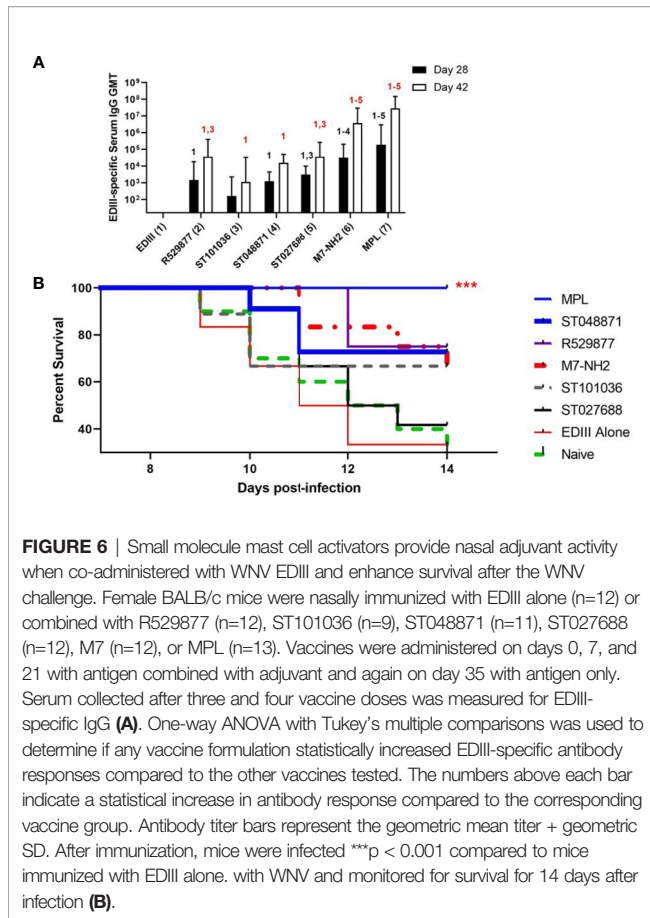 A
Day 28
Day 42
EDIII-specific Serum IgG GMT
10⁹
10⁸
10⁷
10⁶
10⁵
10⁴
10³
10²
1
1,3
1
1
1
1,3
1,3
1-4
1-5
1-5
1-5
EDIII (1)
R529877 (2)
ST101036 (3)
ST048871 (4)
ST027688 (5)
M7-NH2 (6)
MPL (7)
B
Percent Survival
100
80
60
40
***
8
10
12
14
Days post-infection
MPL
ST048871
R529877
M7-NH2
ST101036
ST027688
EDIII Alone
Naive
FIGURE 6 | Small molecule mast cell activators provide nasal adjuvant activity
when co-administered with WNV EDIII and enhance survival after the WNV
challenge. Female BALB/c mice were nasally immunized with EDIII alone (n=12) or
combined with R529877 (n=12), ST101036 (n=9), ST048871 (n=11), ST027688
(n=12), M7 (n=12), or MPL (n=13). Vaccines were administered on days 0, 7, and
21 with antigen combined with adjuvant and again on day 35 with antigen only.
Serum collected after three and four vaccine doses was measured for EDIII-
specific IgG (A). One-way ANOVA with Tukey's multiple comparisons was used to
determine if any vaccine formulation statistically increased EDIII-specific antibody
responses compared to the other vaccines tested. The numbers above each bar
indicate a statistical increase in antibody response compared to the corresponding
vaccine group. Antibody titer bars represent the geometric mean titer + geometric
SD. After immunization, mice were infected ***p < 0.001 compared to mice
immunized with EDIII alone. with WNV and monitored for survival for 14 days after
infection (B).